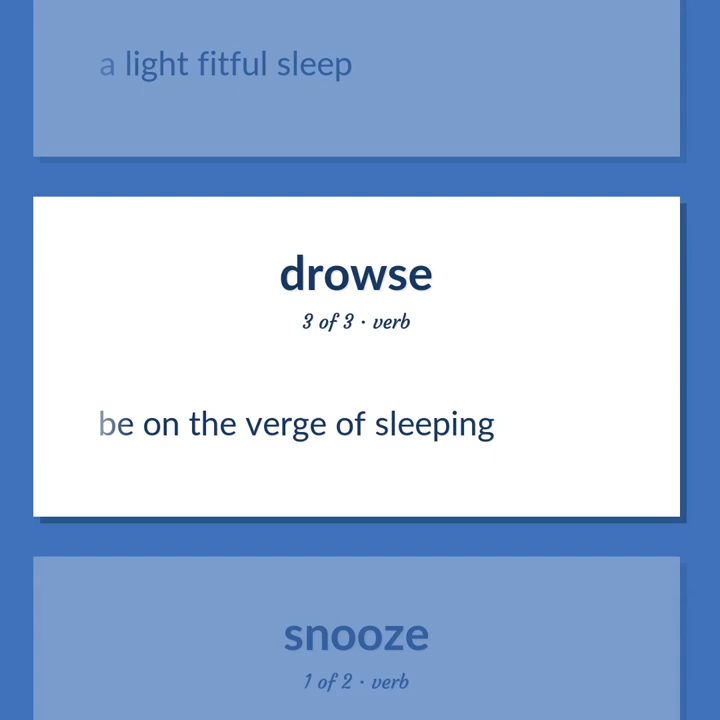 a light fitful sleep
drowse
3 of 3 · verb
be on the verge of sleeping
snooze
1 of 2 · verb